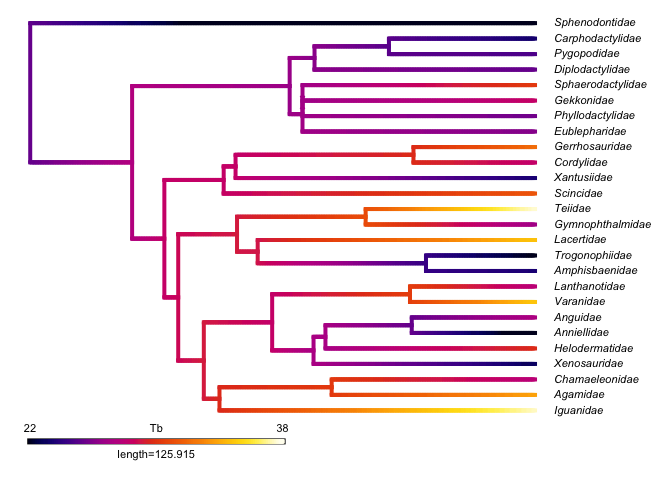 Sphenodontidae
Carphodactylidae
Pygopodidae
Diplodactylidae
Sphaerodactylidae
Gekkonidae
Phyllodactylidae
Eublepharidae
Gerrhosauridae
Cordylidae
Xantusiidae
Scincidae
Teiidae
Gymnophthalmidae
Lacertidae
Trogonophiidae
Amphisbaenidae
Lanthanotidae
Varanidae
Anguidae
Anniellidae
Helodermatidae
Xenosauridae
Chamaeleonidae
Agamidae
Iguanidae
22 Tb 38
length=125.915